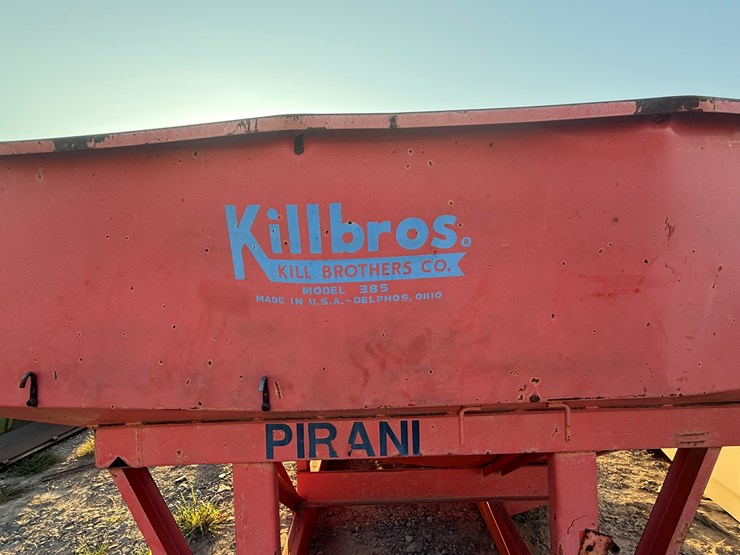 Killbros.
KILL BROTHERS CO.
MODEL 385
MADE IN U.S.A.-DELPHOS, OHIO
PIRANI